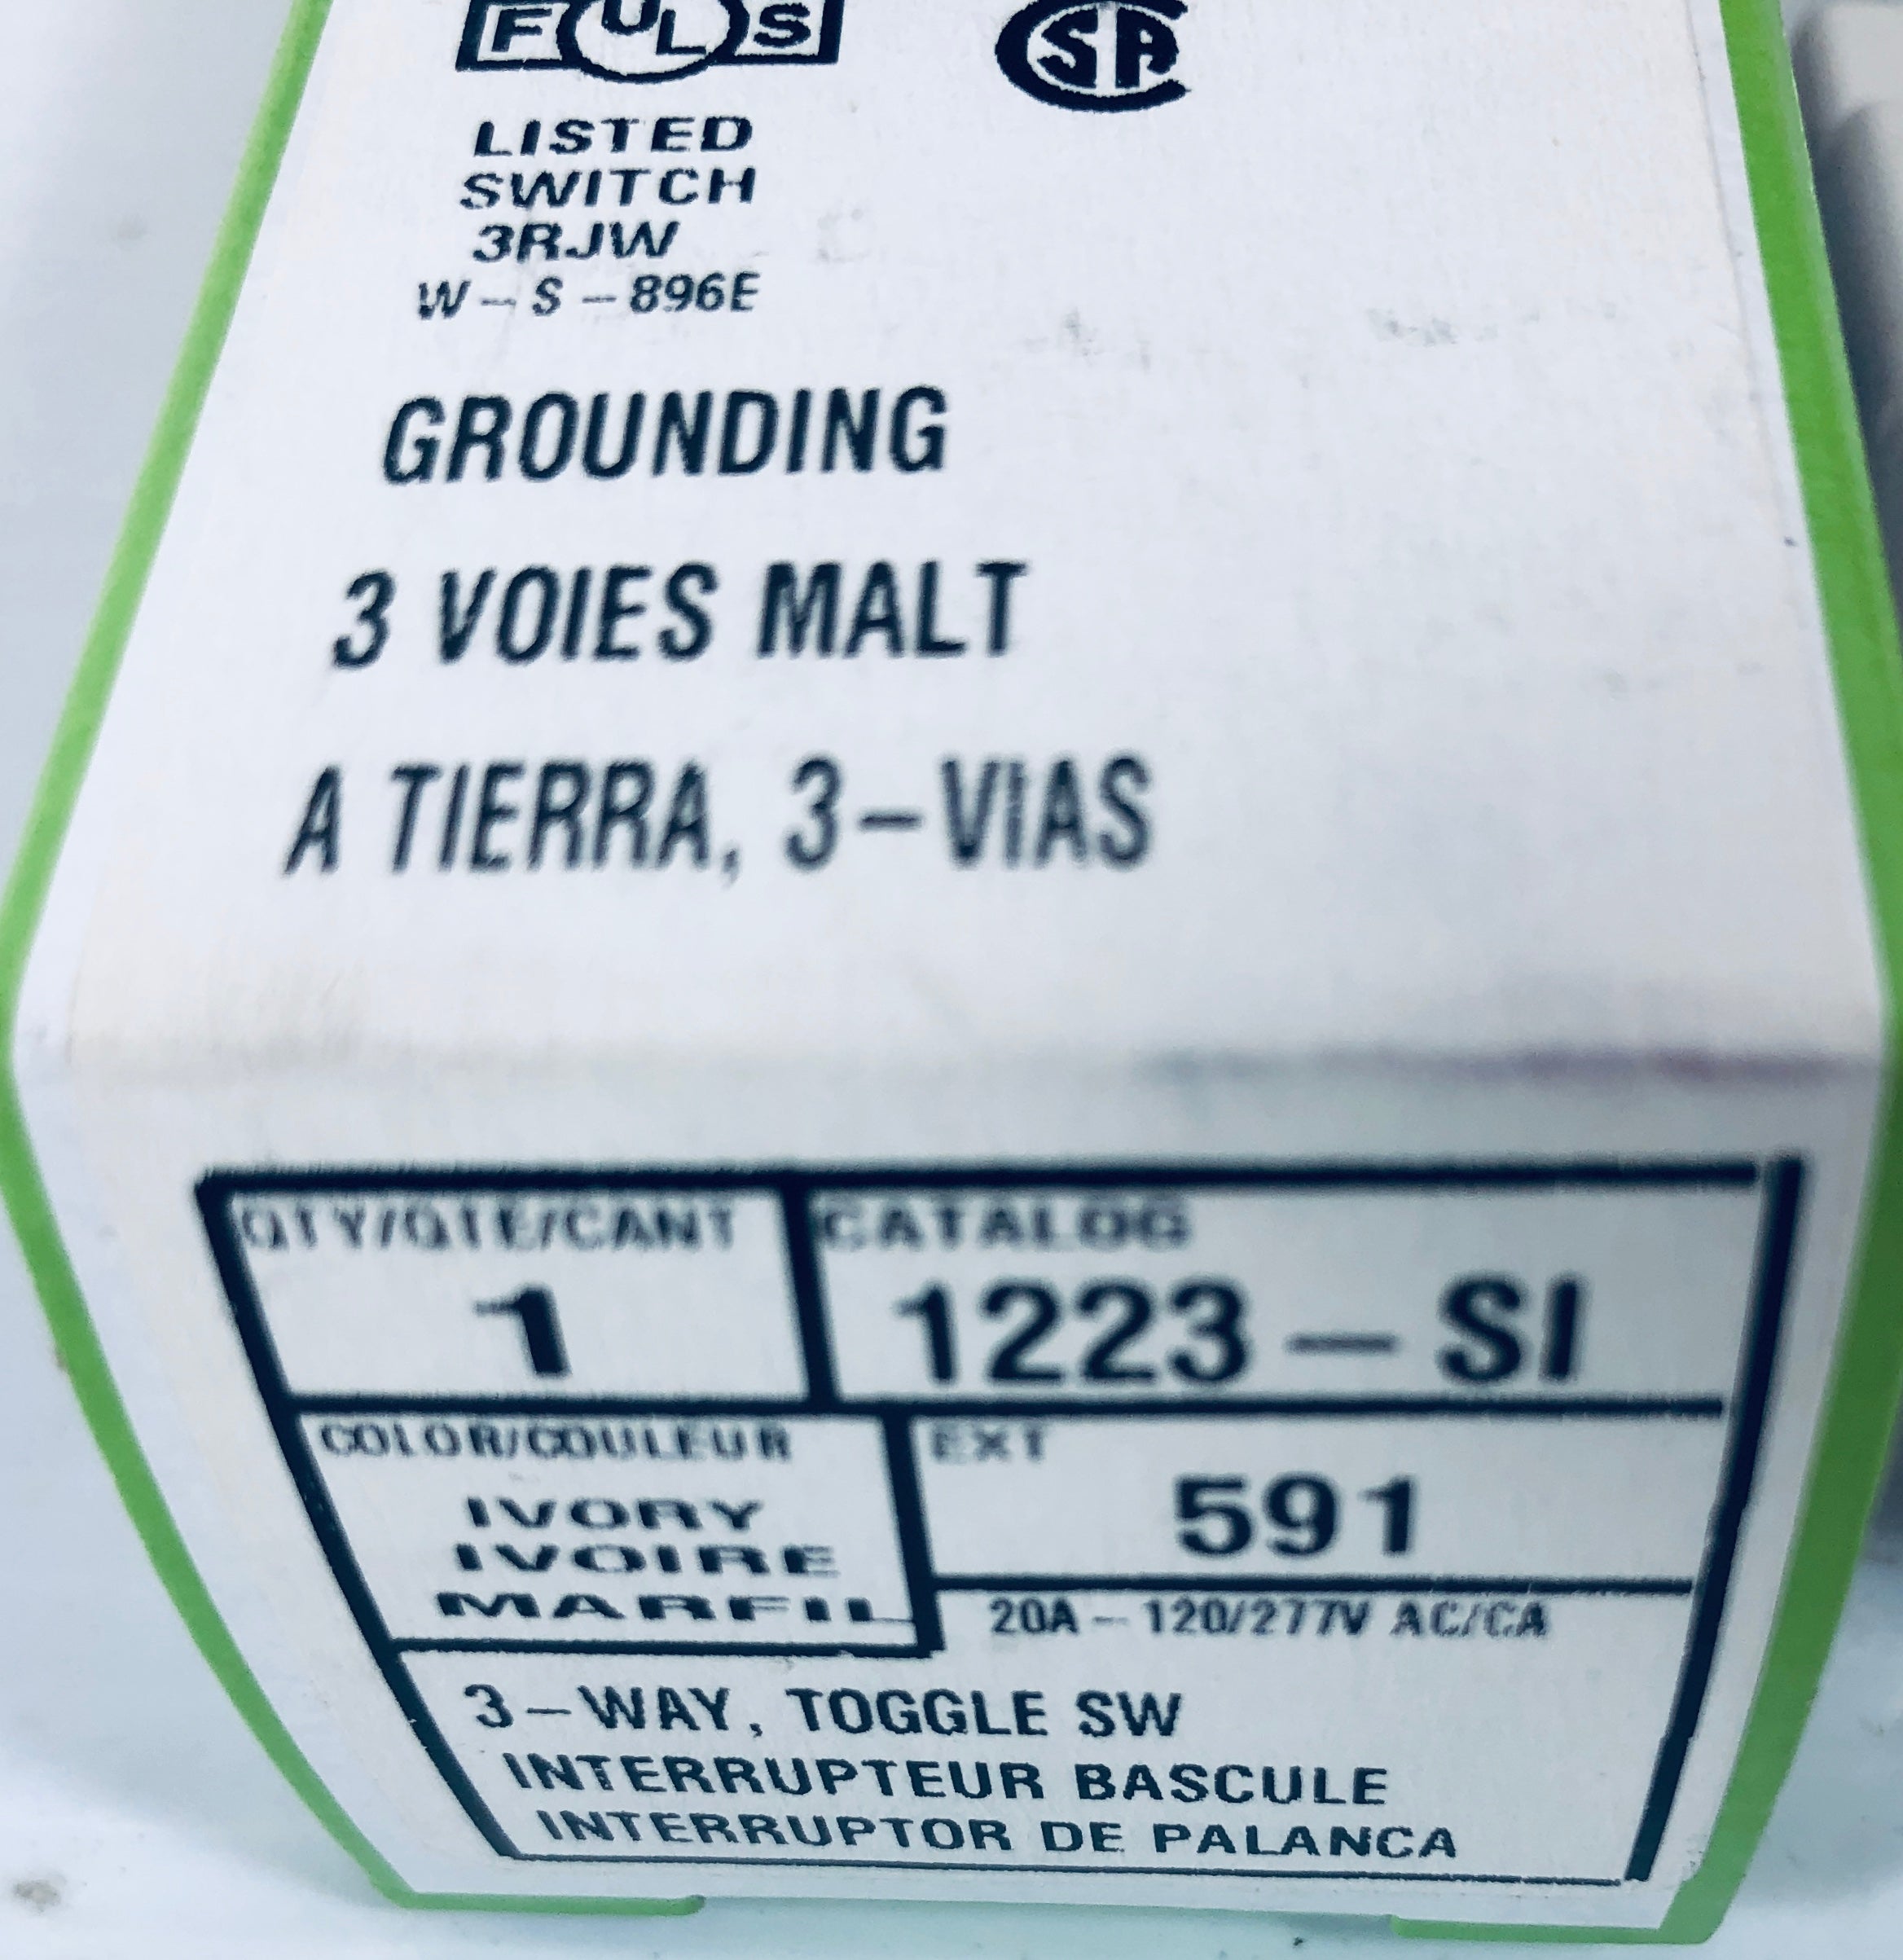 F UL S
SA
LISTED
SWITCH
3RJW
W-S-896E
GROUNDING
3 VOIES MALT
A TIERRA, 3-VIAS
QTY/QTE/CANT
1
CATALOG
1223-SI
COLOR/COULEUR
IVORY
IVOIRE
MARFIL
EXT
591
20A-120/277V AC/CA
3-WAY, TOGGLE SW
INTERRUPTEUR BASCULE
INTERRUPTOR DE PALANCA